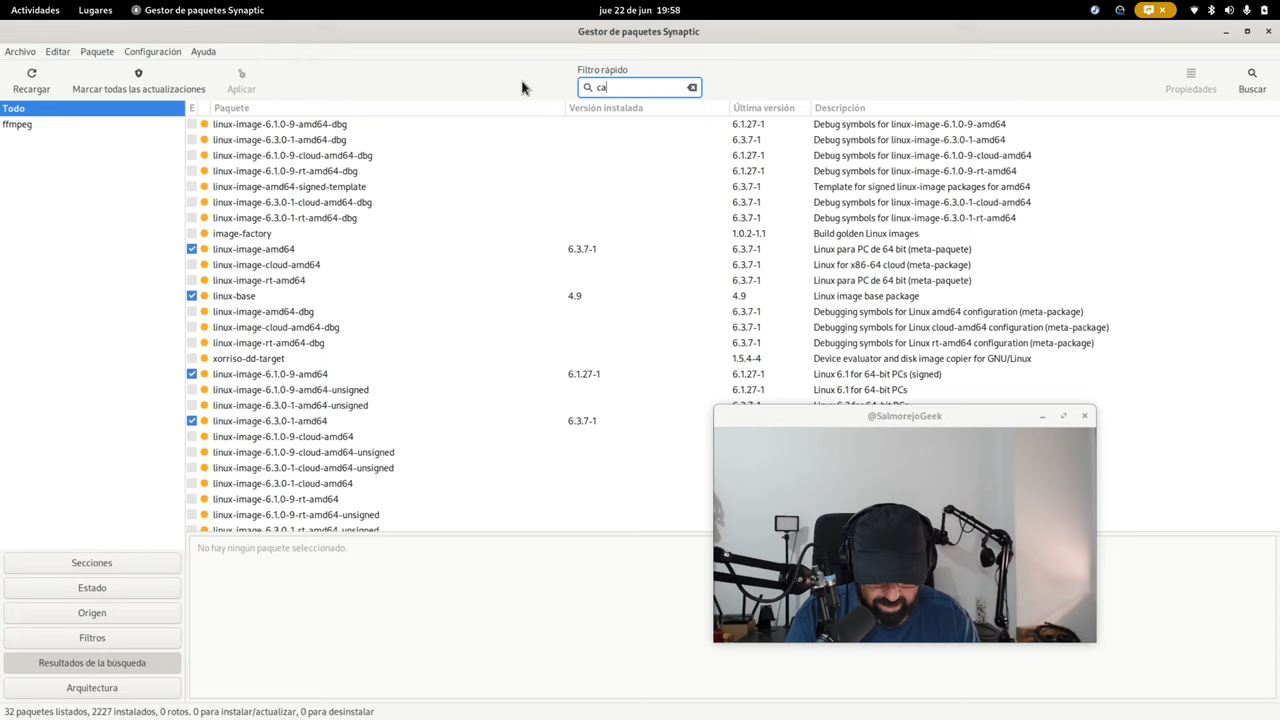 Actividades Lugares Gestor de paquetes Synaptic jue 22 de jun 19:58
Gestor de paquetes Synaptic
Archivo Editar Paquete Configuración Ayuda
Recargar Marcar todas las actualizaciones Aplicar Filtro rápido ca Propiedades Buscar
Todo E Paquete Versión instalada Última versión Descripción
ffmpeg linux-image-6.1.0-9-amd64-dbg 6.1.27-1 Debug symbols for linux-image-6.1.0-9-amd64
linux-image-6.3.0-1-amd64-dbg 6.3.7-1 Debug symbols for linux-image-6.3.0-1-amd64
linux-image-6.1.0-9-cloud-amd64-dbg 6.1.27-1 Debug symbols for linux-image-6.1.0-9-cloud-amd64
linux-image-6.1.0-9-rt-amd64-dbg 6.1.27-1 Debug symbols for linux-image-6.1.0-9-rt-amd64
linux-image-amd64-signed-template 6.3.7-1 Template for signed linux-image packages for amd64
linux-image-6.3.0-1-cloud-amd64-dbg 6.3.7-1 Debug symbols for linux-image-6.3.0-1-cloud-amd64
linux-image-6.3.0-1-rt-amd64-dbg 6.3.7-1 Debug symbols for linux-image-6.3.0-1-rt-amd64
image-factory 1.0.2-1.1 Build golden Linux images
linux-image-amd64 6.3.7-1 6.3.7-1 Linux para PC de 64 bit (meta-paquete)
linux-image-cloud-amd64 6.3.7-1 Linux for x86-64 cloud (meta-package)
linux-image-rt-amd64 6.3.7-1 Linux para PC de 64 bit (meta-paquete)
linux-base 4.9 4.9 Linux image base package
linux-image-amd64-dbg 6.3.7-1 Debugging symbols for Linux amd64 configuration (meta-package)
linux-image-cloud-amd64-dbg 6.3.7-1 Debugging symbols for Linux cloud-amd64 configuration (meta-package)
linux-image-rt-amd64-dbg 6.3.7-1 Debugging symbols for Linux rt-amd64 configuration (meta-package)
xorriso-dd-target 1.5.4-4 Device evaluator and disk image copier for GNU/Linux
linux-image-6.1.0-9-amd64 6.1.27-1 6.1.27-1 Linux 6.1 for 64-bit PCs (signed)
linux-image-6.1.0-9-amd64-unsigned 6.1.27-1 Linux 6.1 for 64-bit PCs
linux-image-6.3.0-1-amd64-unsigned
linux-image-6.3.0-1-amd64 6.3.7-1
@SalmorejoGeek
linux-image-6.1.0-9-cloud-amd64
linux-image-6.1.0-9-cloud-amd64-unsigned
linux-image-6.3.0-1-cloud-amd64-unsigned
linux-image-6.3.0-1-cloud-amd64
linux-image-6.1.0-9-rt-amd64
linux-image-6.1.0-9-rt-amd64-unsigned
linux-image-6.3.0-1-rt-amd64-unsigned
No hay ningún paquete seleccionado.
Secciones
Estado
Origen
Filtros
Resultados de la búsqueda
Arquitectura
32 paquetes listados, 2227 instalados, 0 rotos. 0 para instalar/actualizar, 0 para desinstalar